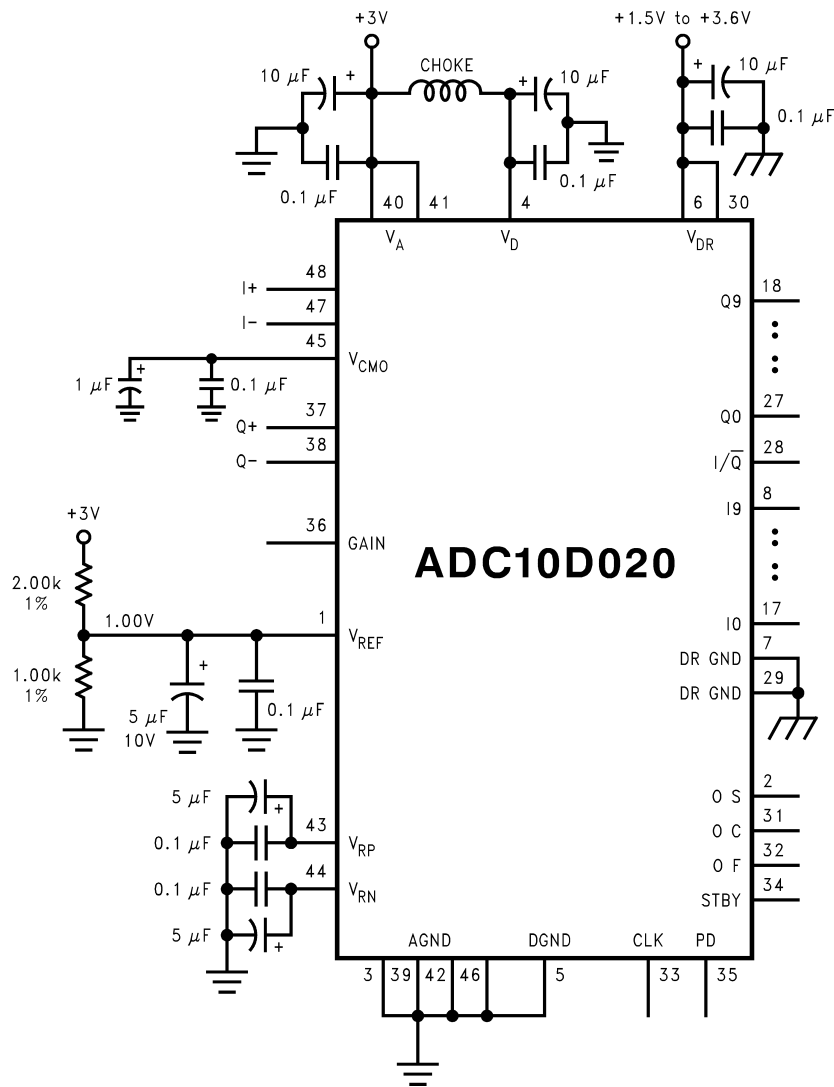 +3V
+1.5V to +3.6V
10 µF
+
CHOKE
+
10 µF
+
10 µF
0.1 µF
0.1 µF
0.1 µF
40
41
4
6
30
VA
VD
VDR
I+
48
I-
47
45
VCMO
1 µF
+
0.1 µF
Q+
37
Q-
38
36
GAIN
+3V
2.00k
1%
1.00V
1
VREF
1.00k
1%
+
5 µF
10V
0.1 µF
ADC10D020
Q9
18
Q0
27
I/Q̅
28
I9
8
I0
17
DR GND
7
DR GND
29
5 µF
+
0.1 µF
43
VRP
0.1 µF
44
VRN
5 µF
+
O S
2
O C
31
O F
32
STBY
34
AGND
DGND
CLK
PD
3
39
42
46
5
33
35